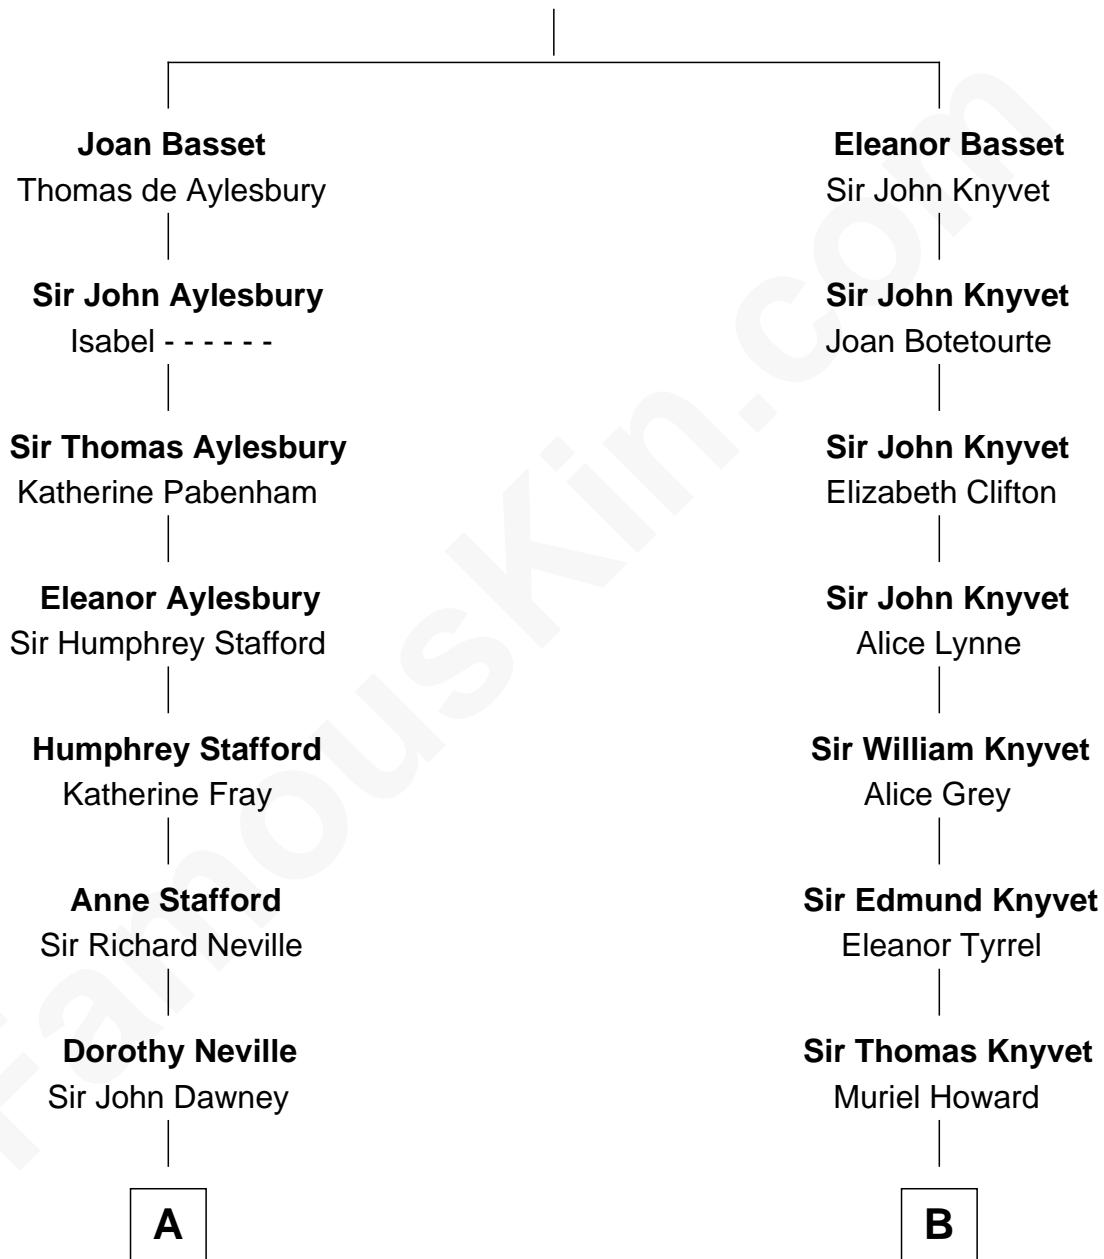 Joan Basset
Thomas de Aylesbury
Sir John Aylesbury
Isabel - - - - - -
Sir Thomas Aylesbury
Katherine Pabenham
Eleanor Aylesbury
Sir Humphrey Stafford
Humphrey Stafford
Katherine Fray
Anne Stafford
Sir Richard Neville
Dorothy Neville
Sir John Dawney
A
Eleanor Basset
Sir John Knyvet
Sir John Knyvet
Joan Botetourte
Sir John Knyvet
Elizabeth Clifton
Sir John Knyvet
Alice Lynne
Sir William Knyvet
Alice Grey
Sir Edmund Knyvet
Eleanor Tyrrel
Sir Thomas Knyvet
Muriel Howard
B
FamousKin.com